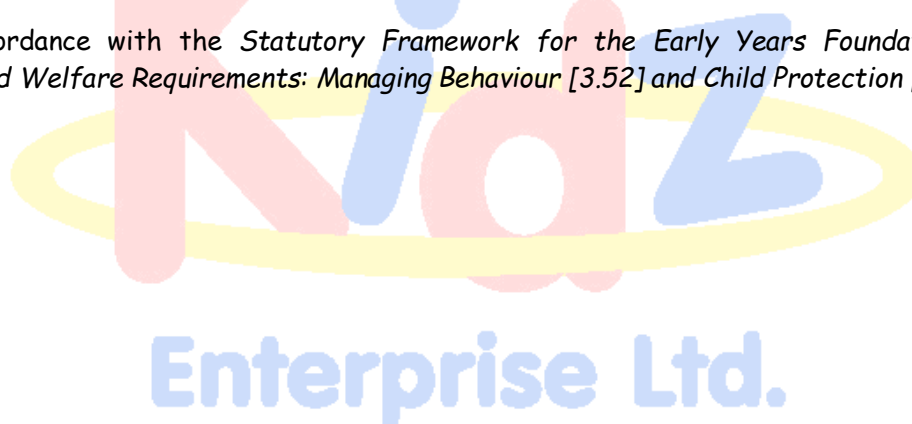 ordance with the Statutory Framework for the Early Years Founda
d Welfare Requirements: Managing Behaviour [3.52] and Child Protection
Kidz
Enterprise Ltd.